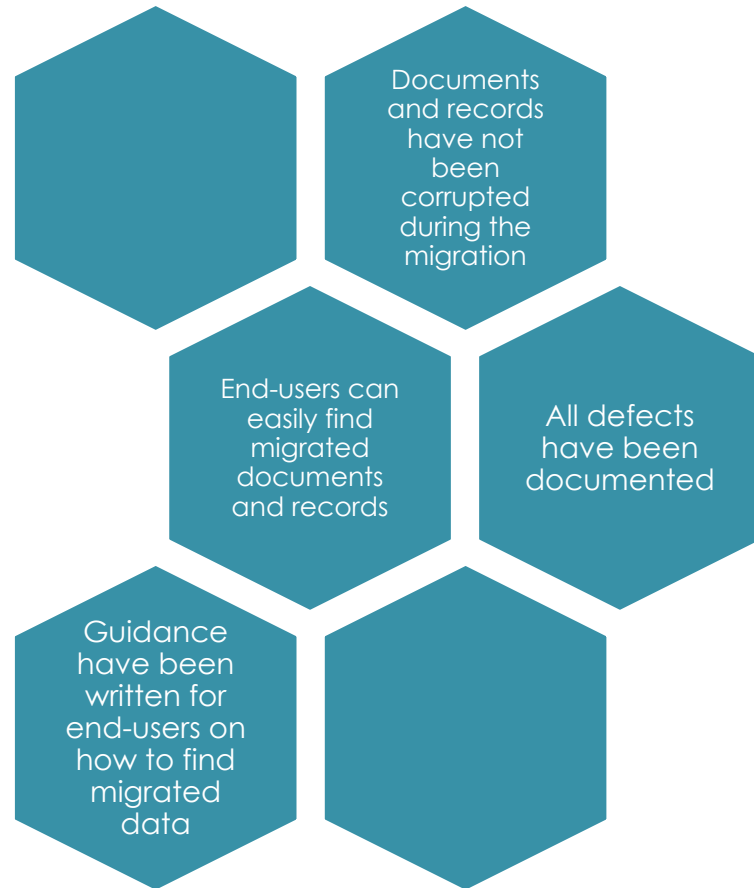 Documents
and records
have not
been
corrupted
during the
migration
End-users can
easily find
migrated
documents
and records
All defects
have been
documented
Guidance
have been
written for
end-users on
how to find
migrated
data